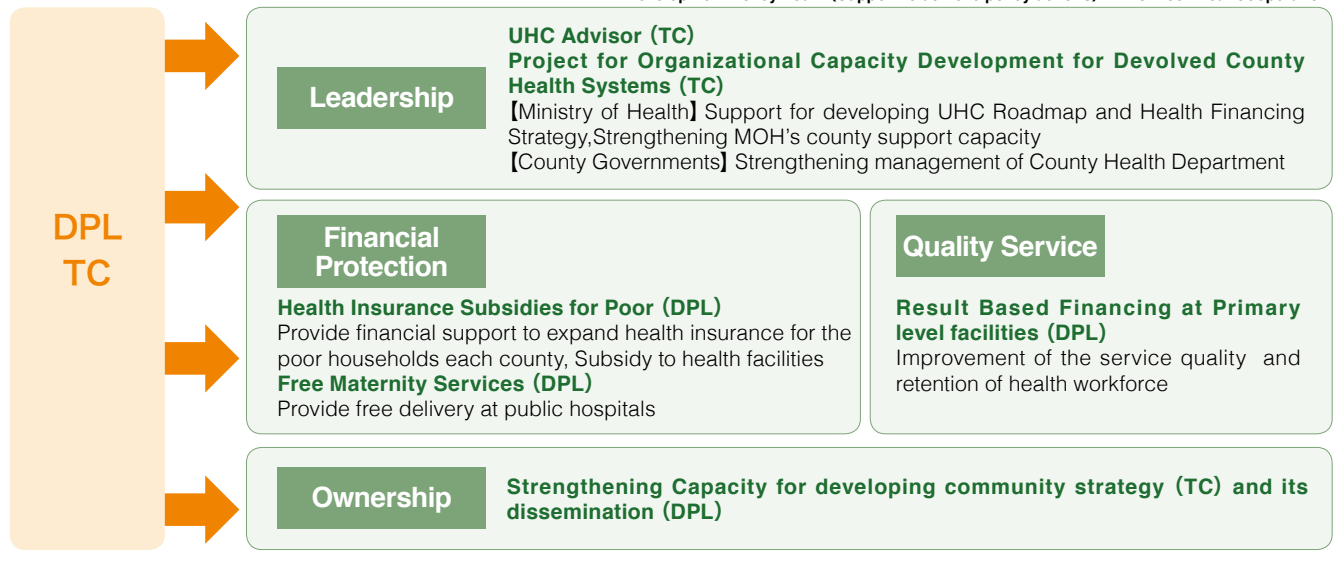 DPL
TC
Leadership
UHC Advisor (TC)
Project for Organizational Capacity Development for Devolved County
Health Systems (TC)
【Ministry of Health】 Support for developing UHC Roadmap and Health Financing
Strategy,Strengthening MOH's county support capacity
【County Governments】 Strengthening management of County Health Department
Financial
Protection
Health Insurance Subsidies for Poor (DPL)
Provide financial support to expand health insurance for the
poor households each county, Subsidy to health facilities
Free Maternity Services (DPL)
Provide free delivery at public hospitals
Quality Service
Result Based Financing at Primary
level facilities (DPL)
Improvement of the service quality and
retention of health workforce
Ownership
Strengthening Capacity for developing community strategy (TC) and its
dissemination (DPL)